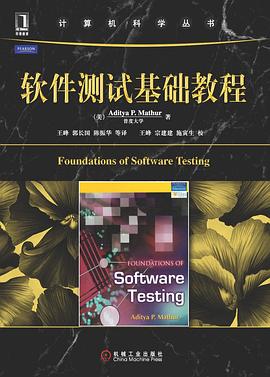 计算机科学丛书
PEARSON
软件测试基础教程
(美) Aditya P. Mathur 著
普度大学
王峰 郭长国 陈振华 等译 王峰 宗建建 施寅生 校
Foundations of Software Testing
FOUNDATIONS OF
Software
Testing
Aditya P. Mathur
机械工业出版社
China Machine Press